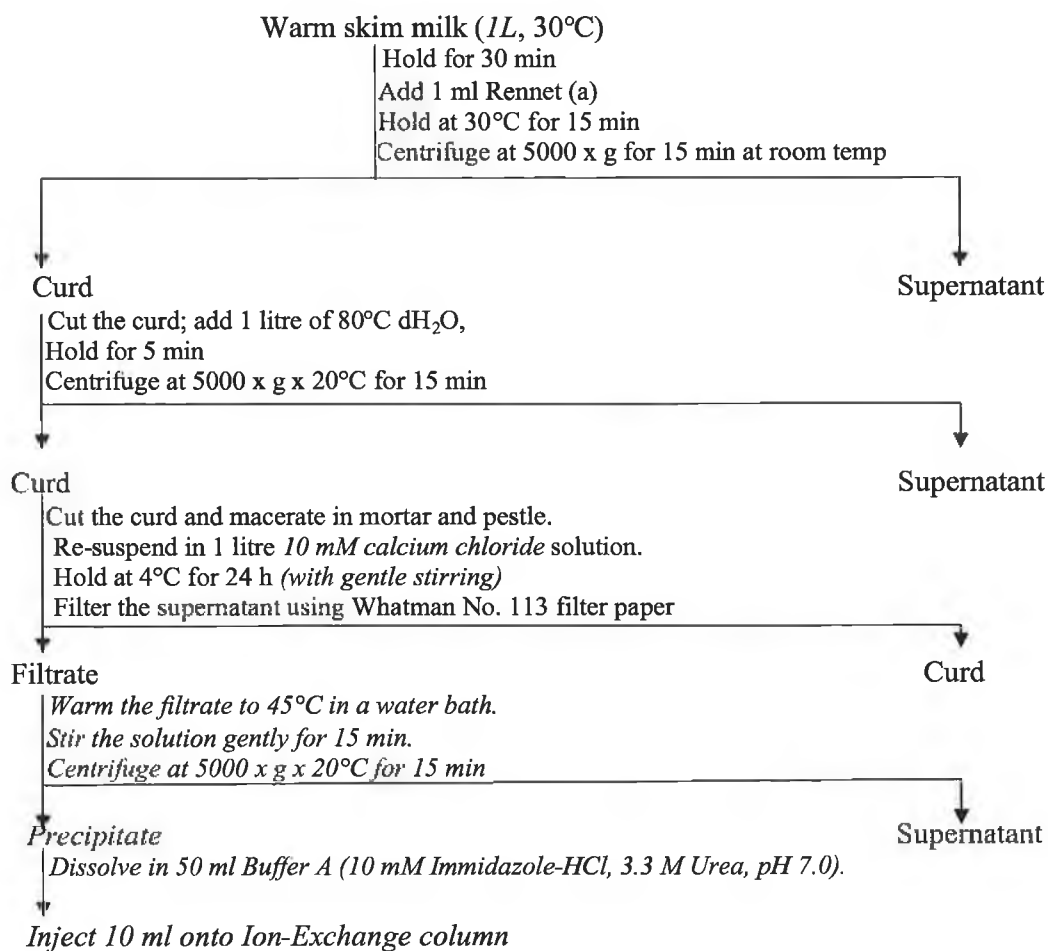 Warm skim milk (1L, 30°C)
Hold for 30 min
Add 1 ml Rennet (a)
Hold at 30°C for 15 min
Centrifuge at 5000 x g for 15 min at room temp
Curd
Supernatant
Cut the curd; add 1 litre of 80°C dH₂O,
Hold for 5 min
Centrifuge at 5000 x g x 20°C for 15 min
Curd
Supernatant
Cut the curd and macerate in mortar and pestle.
Re-suspend in 1 litre 10 mM calcium chloride solution.
Hold at 4°C for 24 h (with gentle stirring)
Filter the supernatant using Whatman No. 113 filter paper
Filtrate
Curd
Warm the filtrate to 45°C in a water bath.
Stir the solution gently for 15 min.
Centrifuge at 5000 x g x 20°C for 15 min
Precipitate
Supernatant
Dissolve in 50 ml Buffer A (10 mM Immidazole-HCl, 3.3 M Urea, pH 7.0).
Inject 10 ml onto Ion-Exchange column